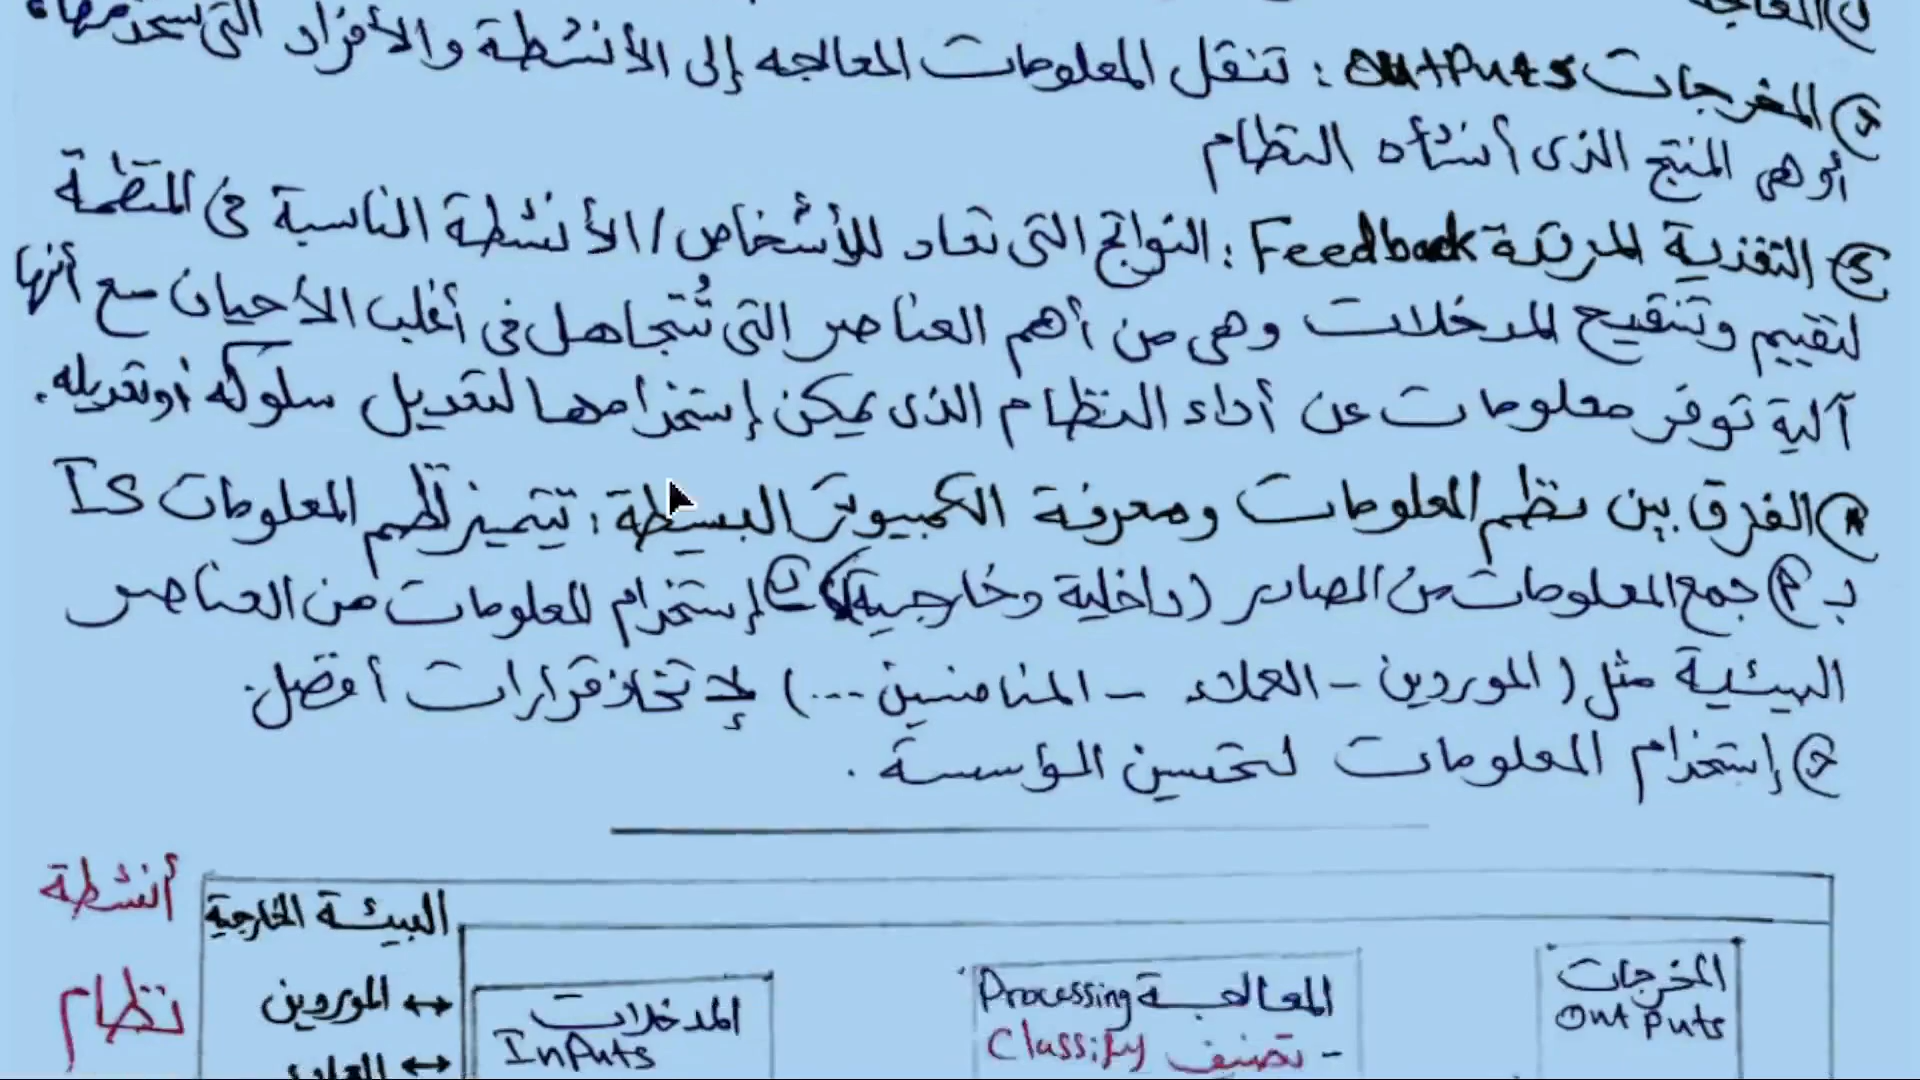 ب) المعالجة
ج) المخرجات outputs : تنقل المعلومات المعالجه إلى الأنشطة والأفراد التى ستخدمها،
أو هى المنتج الذى أنشأه النظام
5) التغذية المرتدة Feedback : النواتج التى تعاد للأشخاص / الأنشطة المناسبة فى المنظمة
لتقييم وتنقيح المدخلات وهى من أهم العناصر التى تُتجاهل فى أغلب الأحيان مع أنها
آلية توفر معلومات عن أداء النظام الذى يمكن إستخدامها لتعديل سلوكه أو تعديله.
* الفرق بين نظم المعلومات ومعرفة الكمبيوتر البسيطة : تتميز نظم المعلومات IS
بـ أ) جمع المعلومات من المصادر (داخلية وخارجية) ب) إستخدام المعلومات من العناصر
البيئية مثل (الموردين - العملاء - المنافسين ...) لإتخاذ قرارات أفضل.
ج) إستخدام المعلومات لتحسين المؤسسة.
أنشطة
نظام
البيئة الخارجية
الموردين ↔
العملاء ↔
المدخلات
Inputs
المعالجة Processing
- تصنيف Classify
المخرجات
Outputs